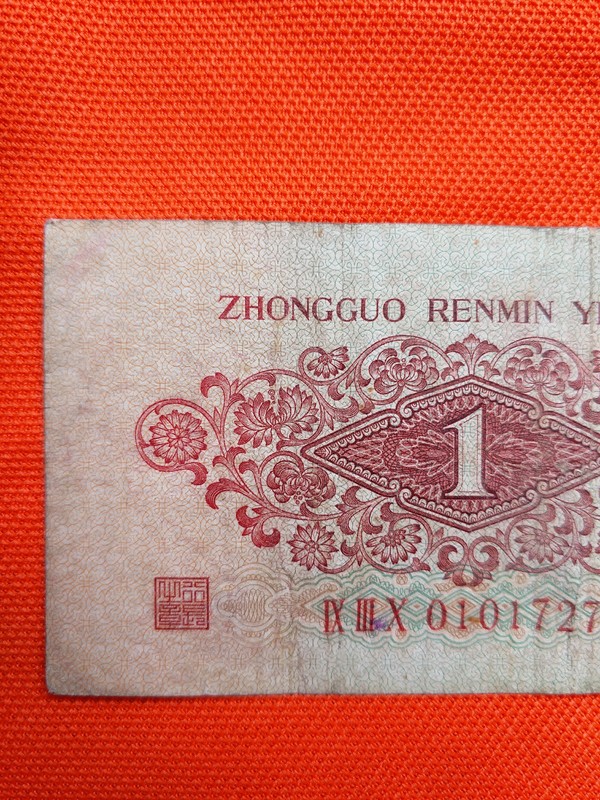 ZHONGGUO RENMIN
1
IX III X 0101727